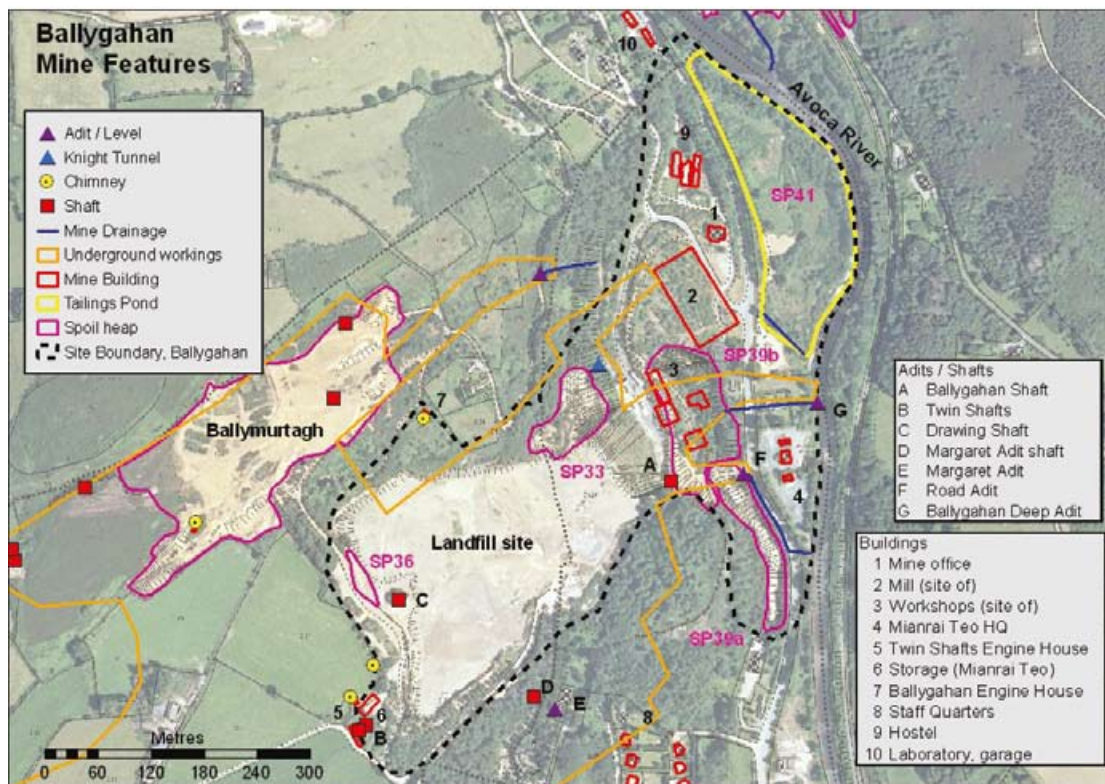 Ballygahan
Mine Features
Adit / Level
Knight Tunnel
Chimney
Shaft
Mine Drainage
Underground workings
Mine Building
Tailings Pond
Spoil heap
Site Boundary, Ballygahan
10
9
Avoca River
SP41
1
2
SP39b
3
7
Ballymurtagh
G
SP33
A
F
4
Landfill site
SP36
C
SP39a
D
E
5
6
B
8
Metres
0 60 120 180 240 300
Adits / Shafts
A Ballygahan Shaft
B Twin Shafts
C Drawing Shaft
D Margaret Adit shaft
E Margaret Adit
F Road Adit
G Ballygahan Deep Adit
Buildings
1 Mine office
2 Mill (site of)
3 Workshops (site of)
4 Mianrai Teo HQ
5 Twin Shafts Engine House
6 Storage (Mianrai Teo)
7 Ballygahan Engine House
8 Staff Quarters
9 Hostel
10 Laboratory, garage